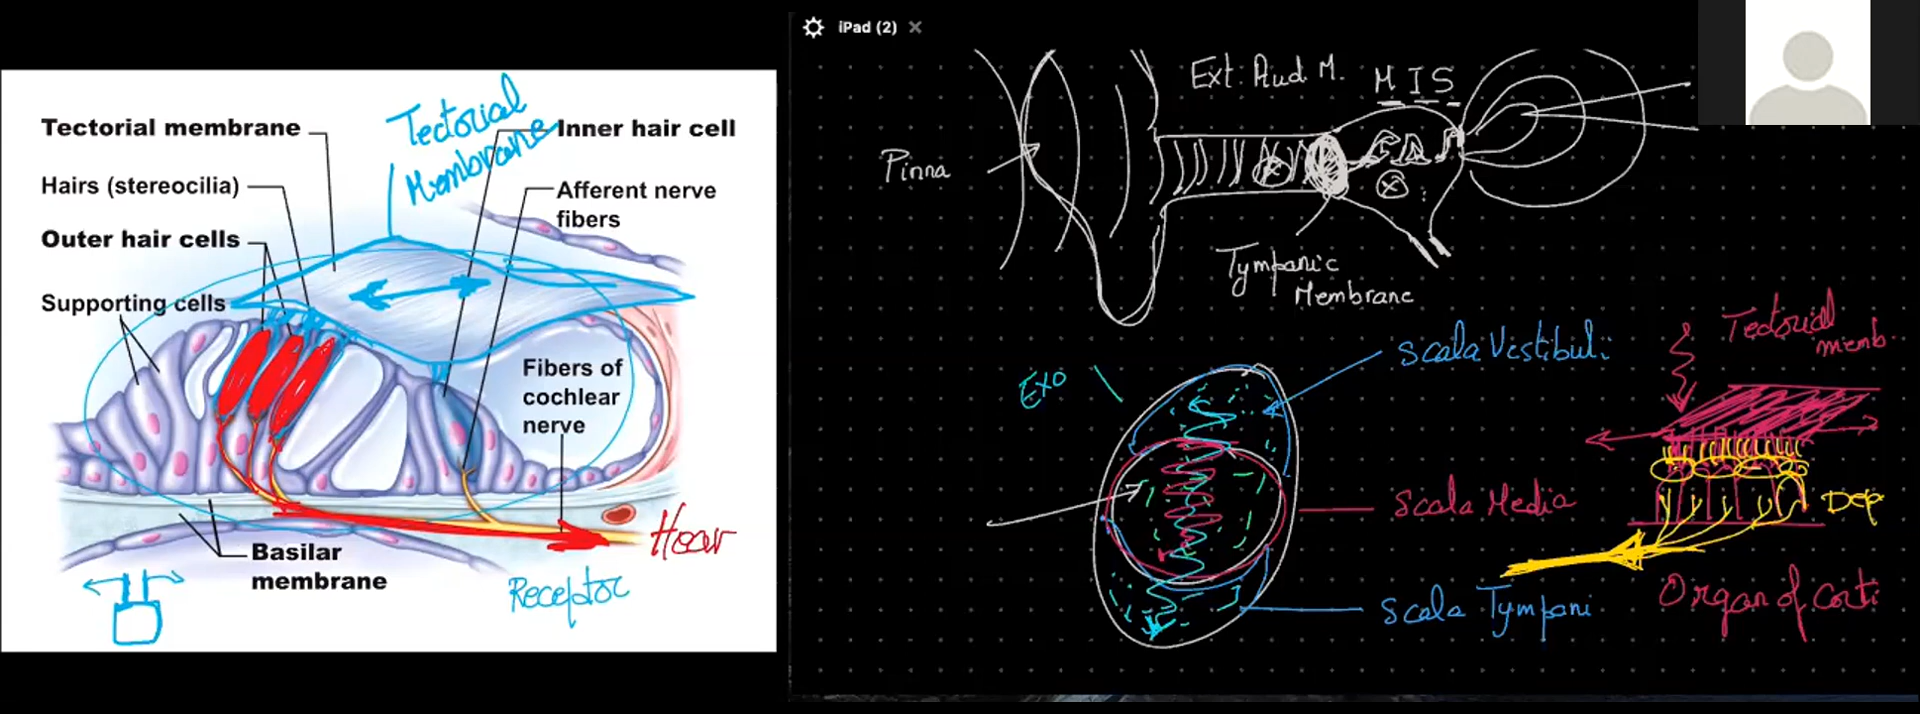 iPad (2)
Tectorial membrane
Hairs (stereocilia)
Outer hair cells
Supporting cells
Tectorial
Membrane
Inner hair cell
Afferent nerve
fibers
Fibers of
cochlear
nerve
Basilar
membrane
Hear
Receptor
Ext. Aud M.
M I S
Pinna
Tympanic
Membrane
Exo
Scala Vestibuli
Scala Media
Scala Tympani
Tectorial
memb.
Dep
Organ of Corti